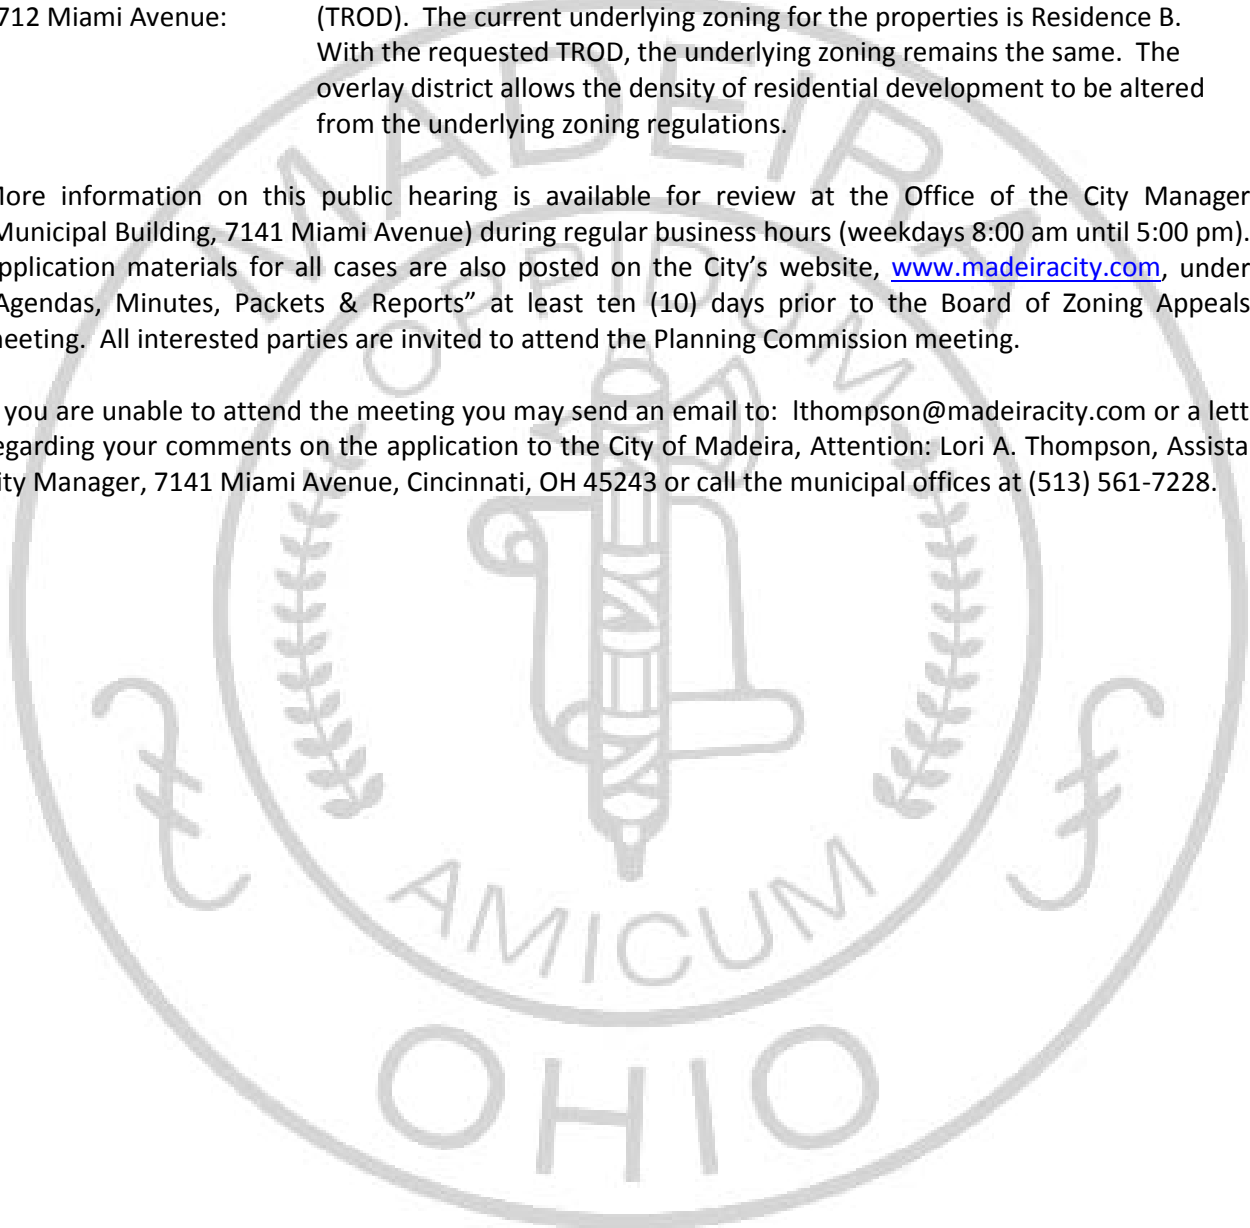 712 Miami Avenue: (TROD). The current underlying zoning for the properties is Residence B.
With the requested TROD, the underlying zoning remains the same. The
overlay district allows the density of residential development to be altered
from the underlying zoning regulations.
More information on this public hearing is available for review at the Office of the City Manager
Municipal Building, 7141 Miami Avenue) during regular business hours (weekdays 8:00 am until 5:00 pm).
pplication materials for all cases are also posted on the City's website, www.madeiracity.com, under
Agendas, Minutes, Packets & Reports" at least ten (10) days prior to the Board of Zoning Appeals
meeting. All interested parties are invited to attend the Planning Commission meeting.
you are unable to attend the meeting you may send an email to: lthompson@madeiracity.com or a lett
egarding your comments on the application to the City of Madeira, Attention: Lori A. Thompson, Assista
ity Manager, 7141 Miami Avenue, Cincinnati, OH 45243 or call the municipal offices at (513) 561-7228.
MADEIRA
OPPIDUM
AMICUM
OHIO